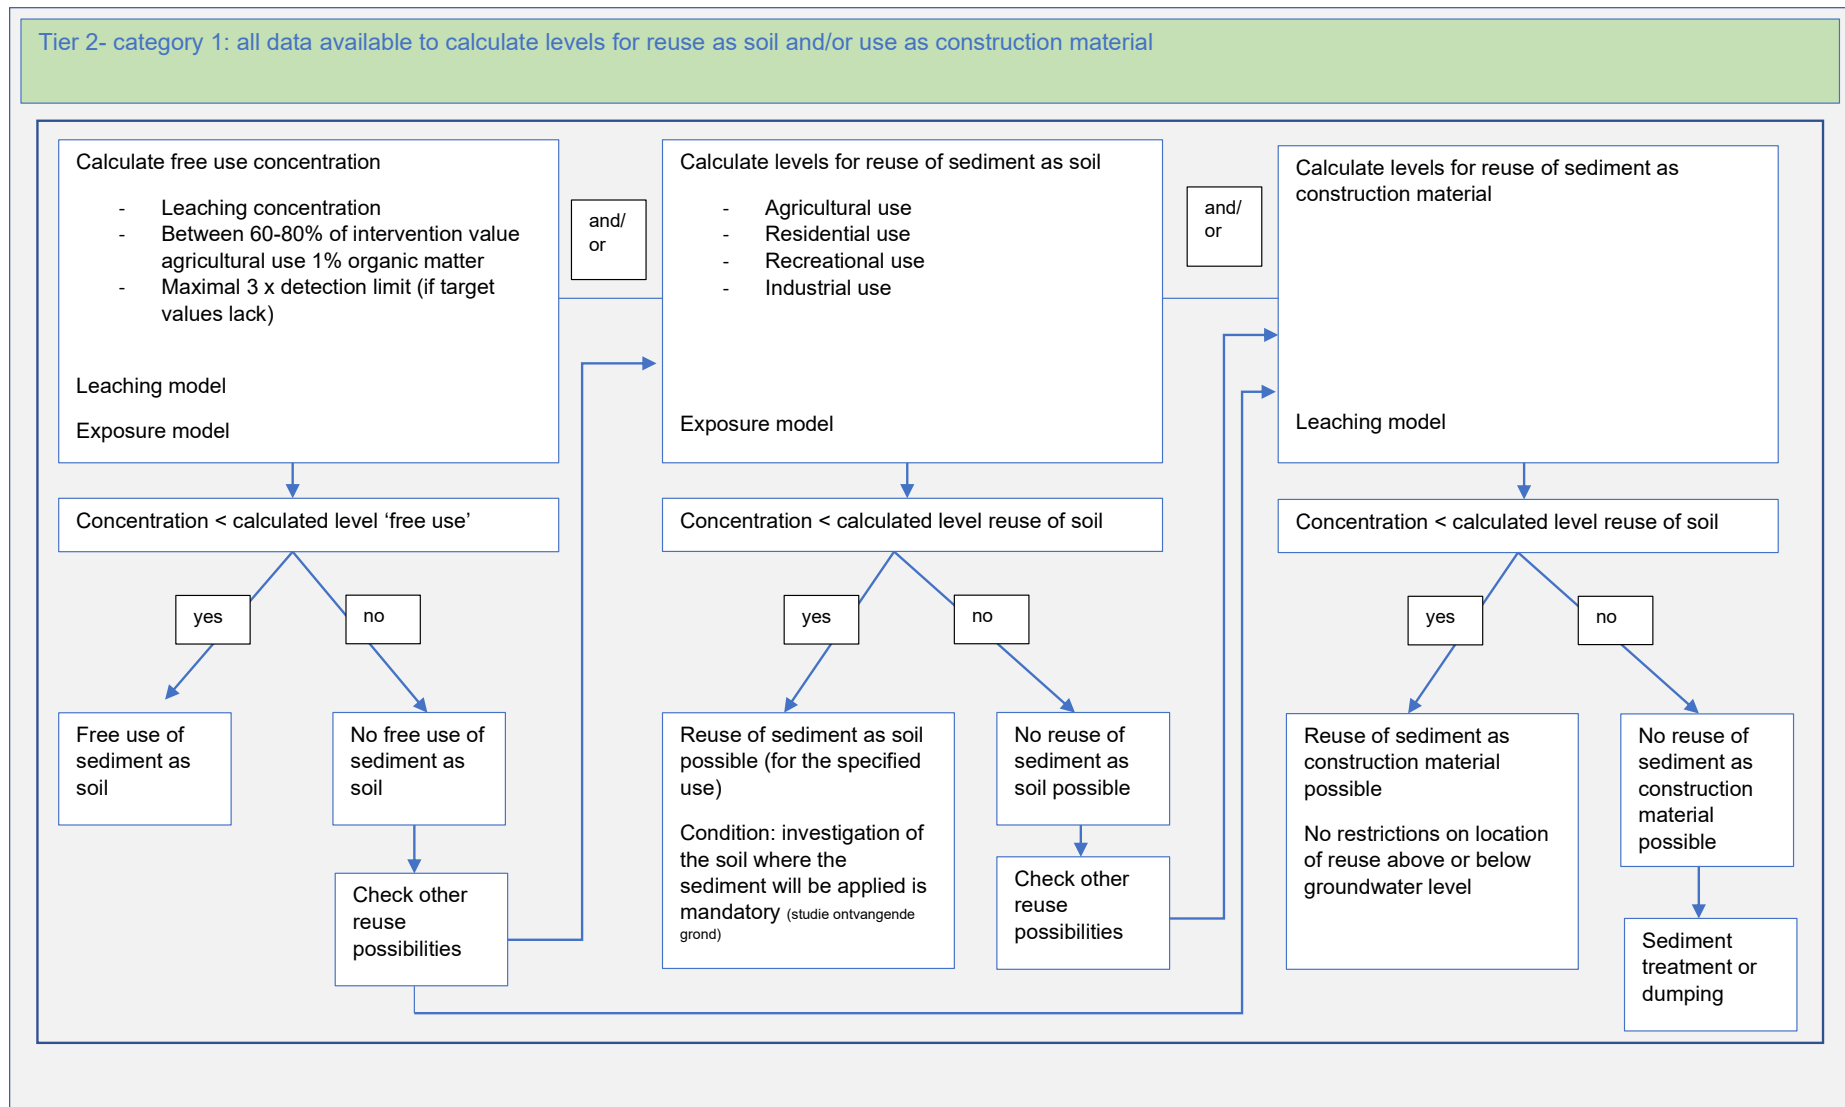 Tier 2- category 1: all data available to calculate levels for reuse as soil and/or use as construction material
Calculate free use concentration
- Leaching concentration
- Between 60-80% of intervention value
agricultural use 1% organic matter
- Maximal 3 x detection limit (if target
values lack)
Leaching model
Exposure model
and/
or
Calculate levels for reuse of sediment as soil
- Agricultural use
- Residential use
- Recreational use
- Industrial use
Exposure model
and/
or
Calculate levels for reuse of sediment as
construction material
Leaching model
Concentration < calculated level ‘free use’
Concentration < calculated level reuse of soil
Concentration < calculated level reuse of soil
yes
no
yes
no
yes
no
Free use of
sediment as
soil
No free use of
sediment as
soil
Check other
reuse
possibilities
Reuse of sediment as soil
possible (for the specified
use)
Condition: investigation of
the soil where the
sediment will be applied is
mandatory (studie ontvangende
grond)
No reuse of
sediment as
soil possible
Check other
reuse
possibilities
Reuse of sediment as
construction material
possible
No restrictions on location
of reuse above or below
groundwater level
No reuse of
sediment as
construction
material
possible
Sediment
treatment or
dumping